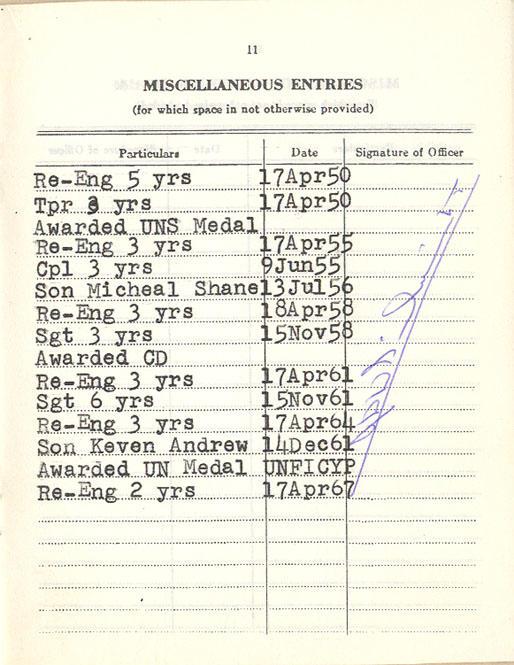 11
MISCELLANEOUS ENTRIES
(for which space in not otherwise provided)
Particulars Date Signature of Officer
Re-Eng 5 yrs 17Apr50
Tpr 3 yrs 17Apr50
Awarded UNS Medal
Re-Eng 3 yrs 17Apr55
Cpl 3 yrs 9Jun55
Son Micheal Shane 13Jul56
Re-Eng 3 yrs 18Apr58
Sgt 3 yrs 15Nov58
Awarded CD
Re-Eng 3 yrs 17Apr61
Sgt 6 yrs 15Nov61
Re-Eng 3 yrs 17Apr64
Son Keven Andrew 14Dec61
Awarded UN Medal UNFICYP
Re-Eng 2 yrs 17Apr67